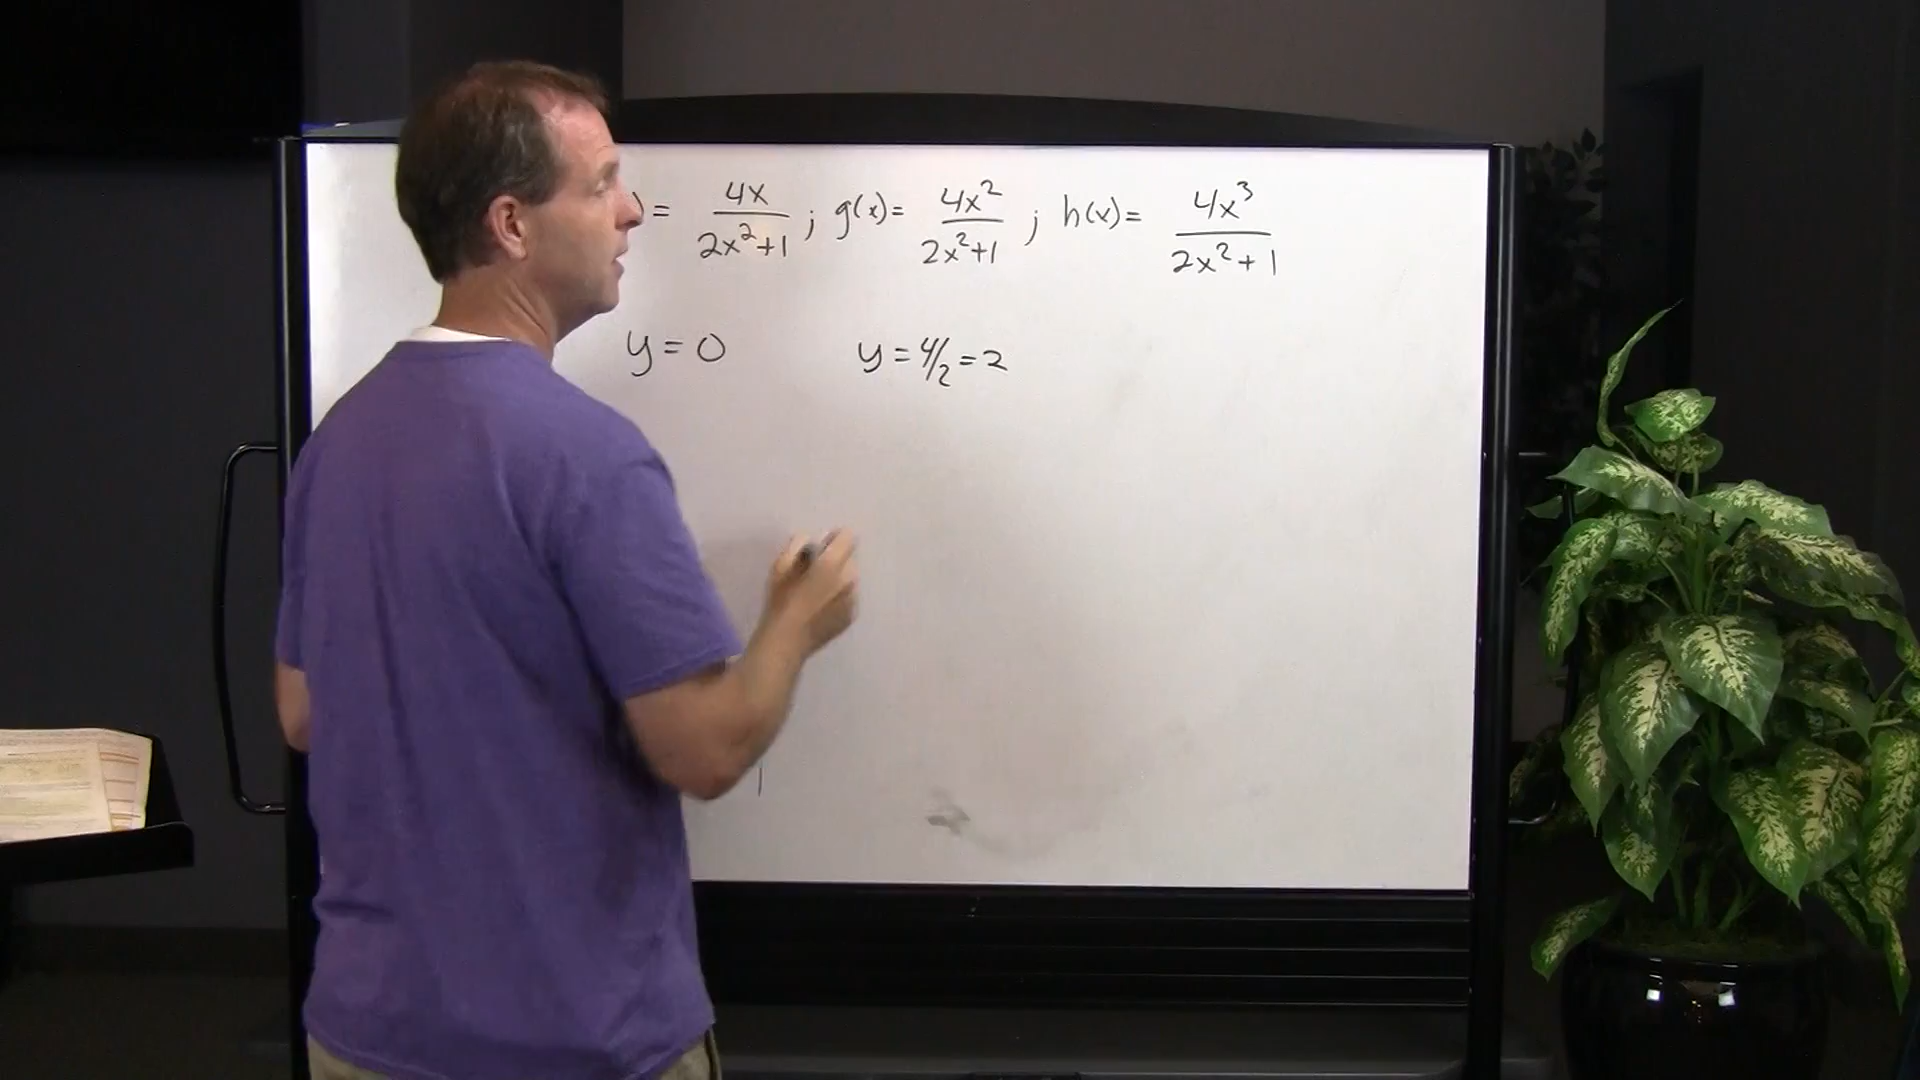 ) = 4x / 2x²+1 ; g(x) = 4x² / 2x²+1 ; h(x) = 4x³ / 2x²+1
y = 0 y = 4/2 = 2